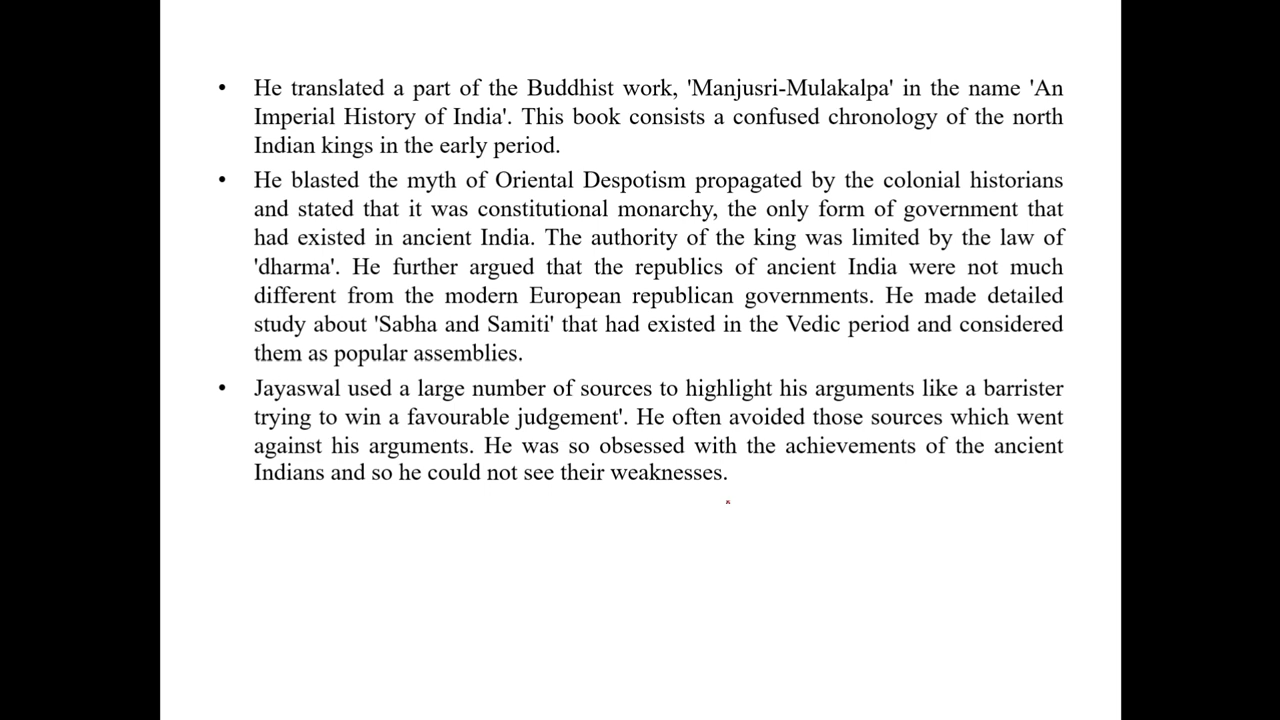 • He translated a part of the Buddhist work, 'Manjusri-Mulakalpa' in the name 'An
Imperial History of India'. This book consists a confused chronology of the north
Indian kings in the early period.
• He blasted the myth of Oriental Despotism propagated by the colonial historians
and stated that it was constitutional monarchy, the only form of government that
had existed in ancient India. The authority of the king was limited by the law of
'dharma'. He further argued that the republics of ancient India were not much
different from the modern European republican governments. He made detailed
study about 'Sabha and Samiti' that had existed in the Vedic period and considered
them as popular assemblies.
• Jayaswal used a large number of sources to highlight his arguments like a barrister
trying to win a favourable judgement'. He often avoided those sources which went
against his arguments. He was so obsessed with the achievements of the ancient
Indians and so he could not see their weaknesses.